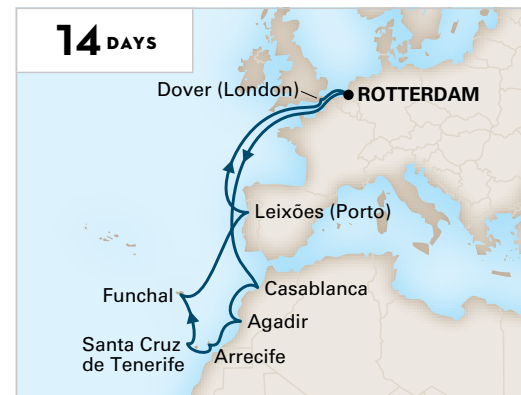 14 DAYS
Dover (London)
ROTTERDAM
Leixões (Porto)
Casablanca
Funchal
Agadir
Santa Cruz
de Tenerife
Arrecife